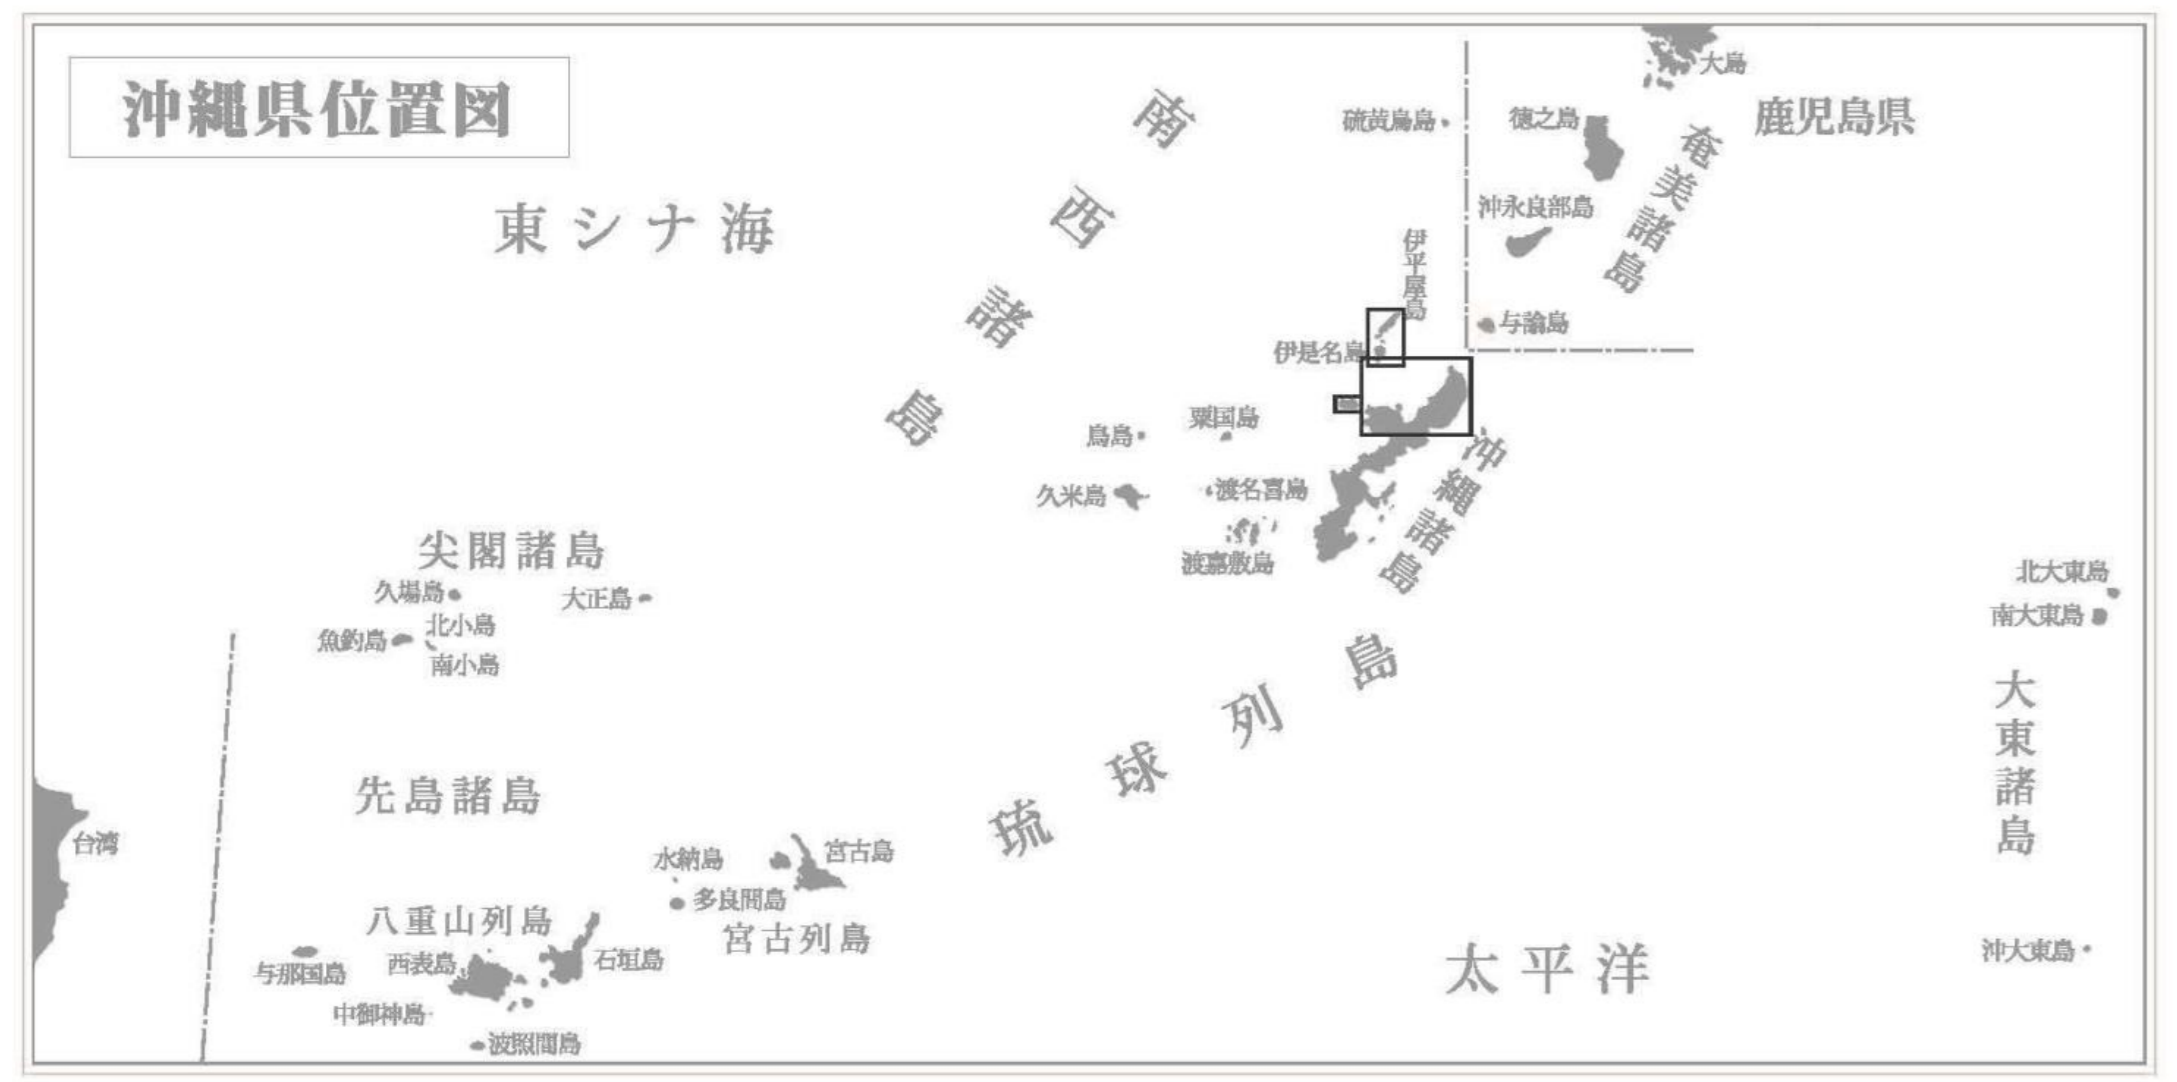 沖縄県位置図
大島
鹿児島県
硫黄鳥島
徳之島
奄美諸島
沖永良部島
与論島
南西諸島
東シナ海
伊平屋島
伊是名島
粟国島
鳥島
久米島
渡名喜島
渡嘉敷島
沖縄諸島
尖閣諸島
久場島
大正島
北小島
魚釣島
南小島
北大東島
南大東島
大東諸島
琉球列島
先島諸島
台湾
水納島
宮古島
多良間島
宮古列島
八重山列島
西表島
石垣島
与那国島
中御神島
波照間島
太平洋
沖大東島